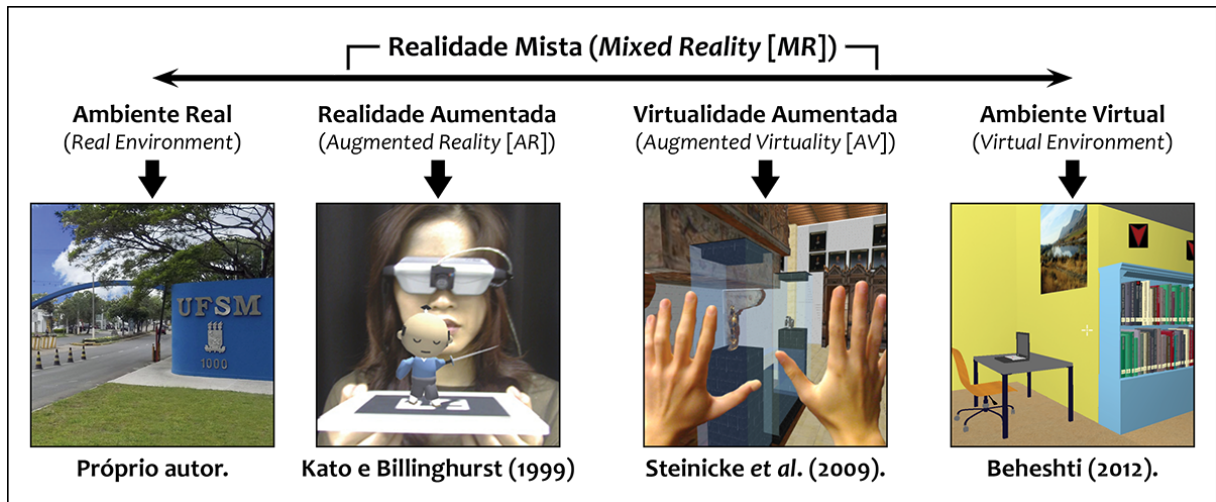 Realidade Mista (Mixed Reality [MR])
Ambiente Real
(Real Environment)
Realidade Aumentada
(Augmented Reality [AR])
Virtualidade Aumentada
(Augmented Virtuality [AV])
Ambiente Virtual
(Virtual Environment)
UFSM
1000
Próprio autor.
Kato e Billinghurst (1999)
Steinicke et al. (2009).
Beheshti (2012).